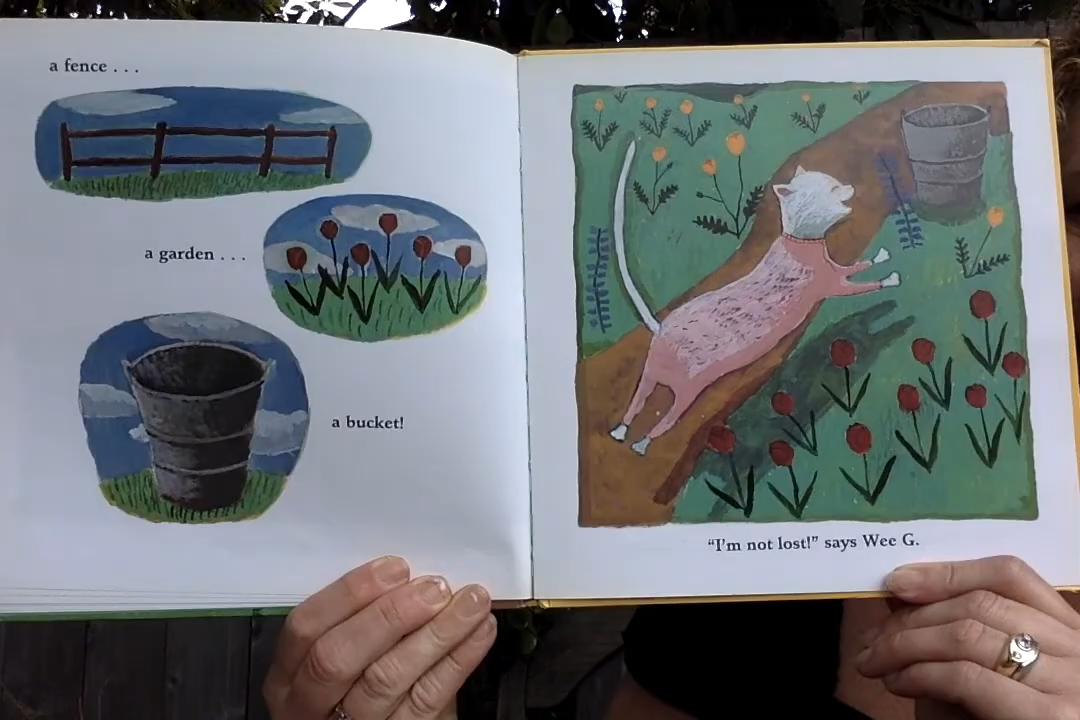 a fence . . .
a garden . . .
a bucket!
“I’m not lost!” says Wee G.